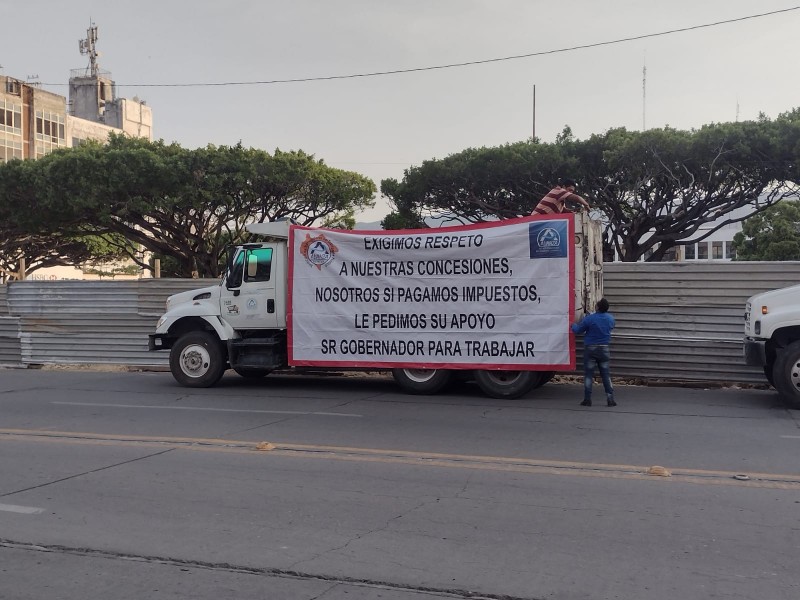 EXIGIMOS RESPETO
A NUESTRAS CONCESIONES,
NOSOTROS SI PAGAMOS IMPUESTOS,
LE PEDIMOS SU APOYO
SR GOBERNADOR PARA TRABAJAR